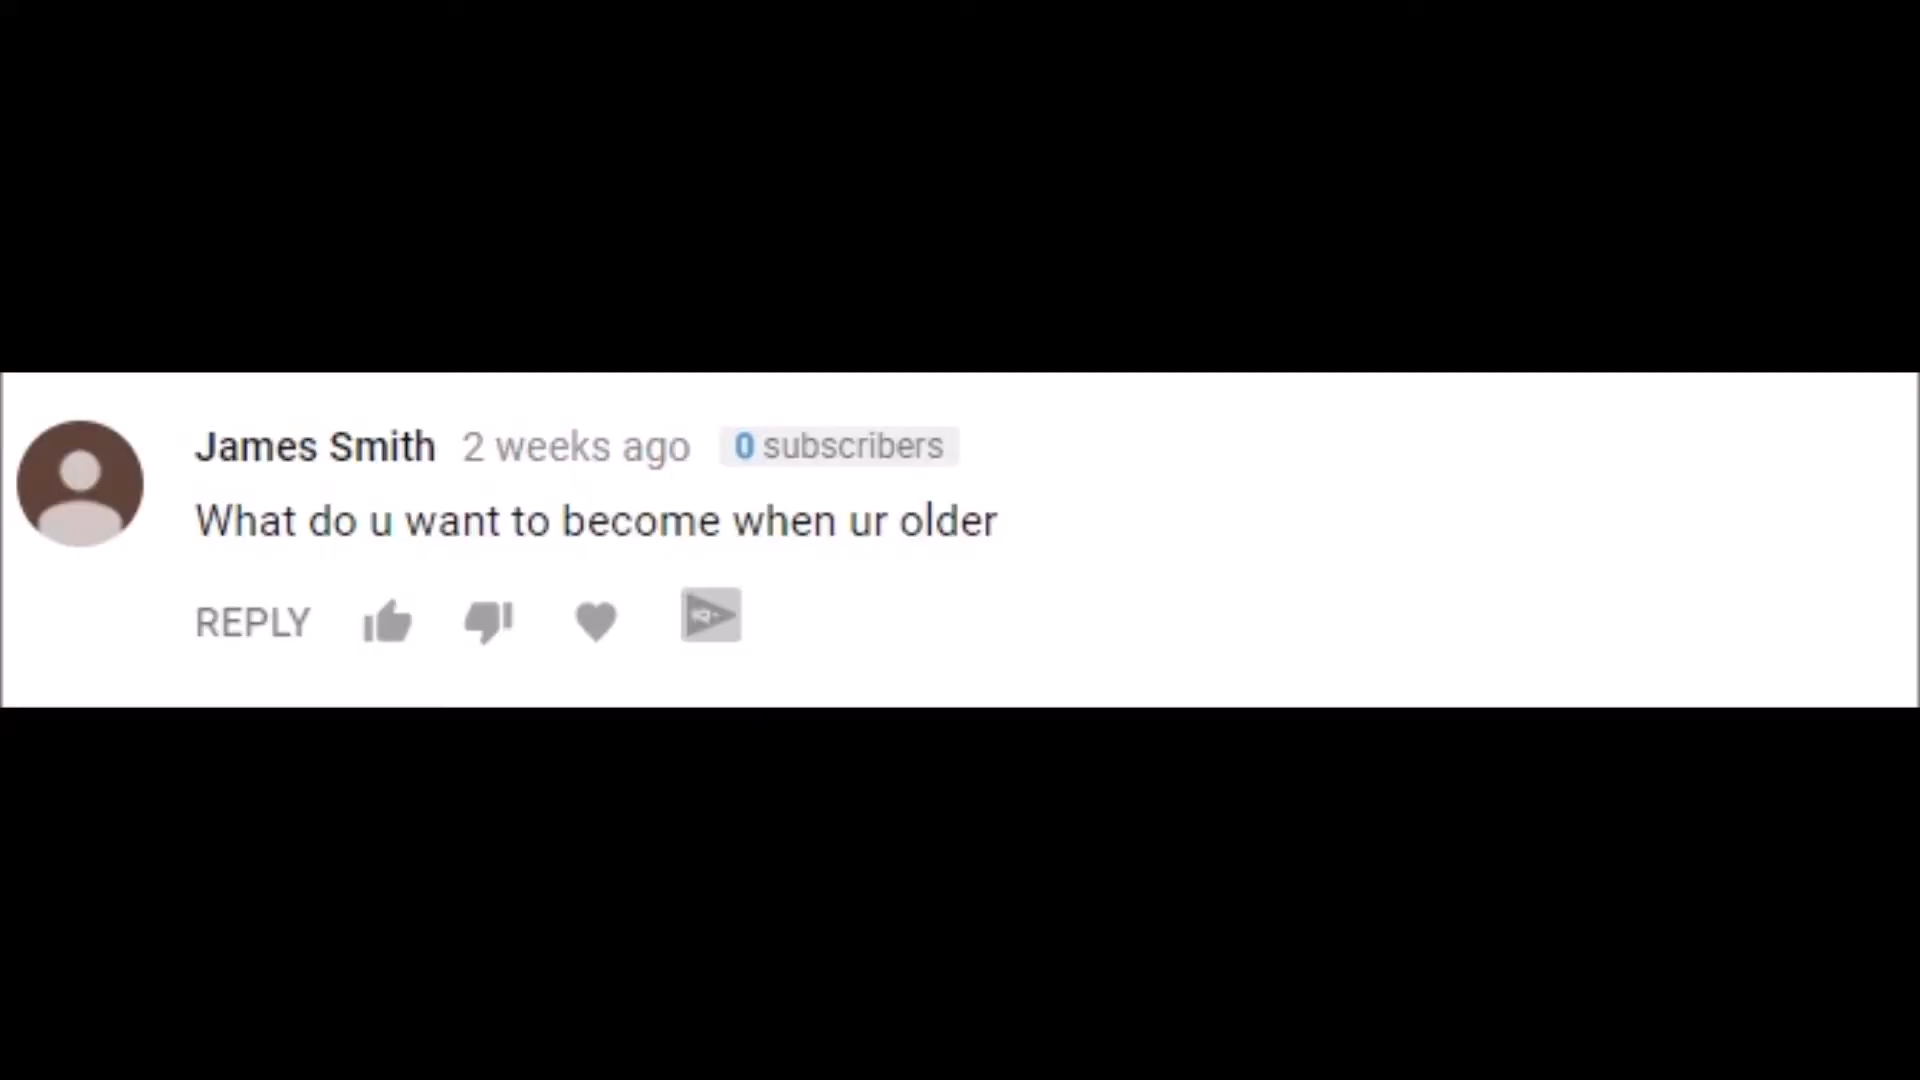 James Smith 2 weeks ago 0 subscribers
What do u want to become when ur older
REPLY